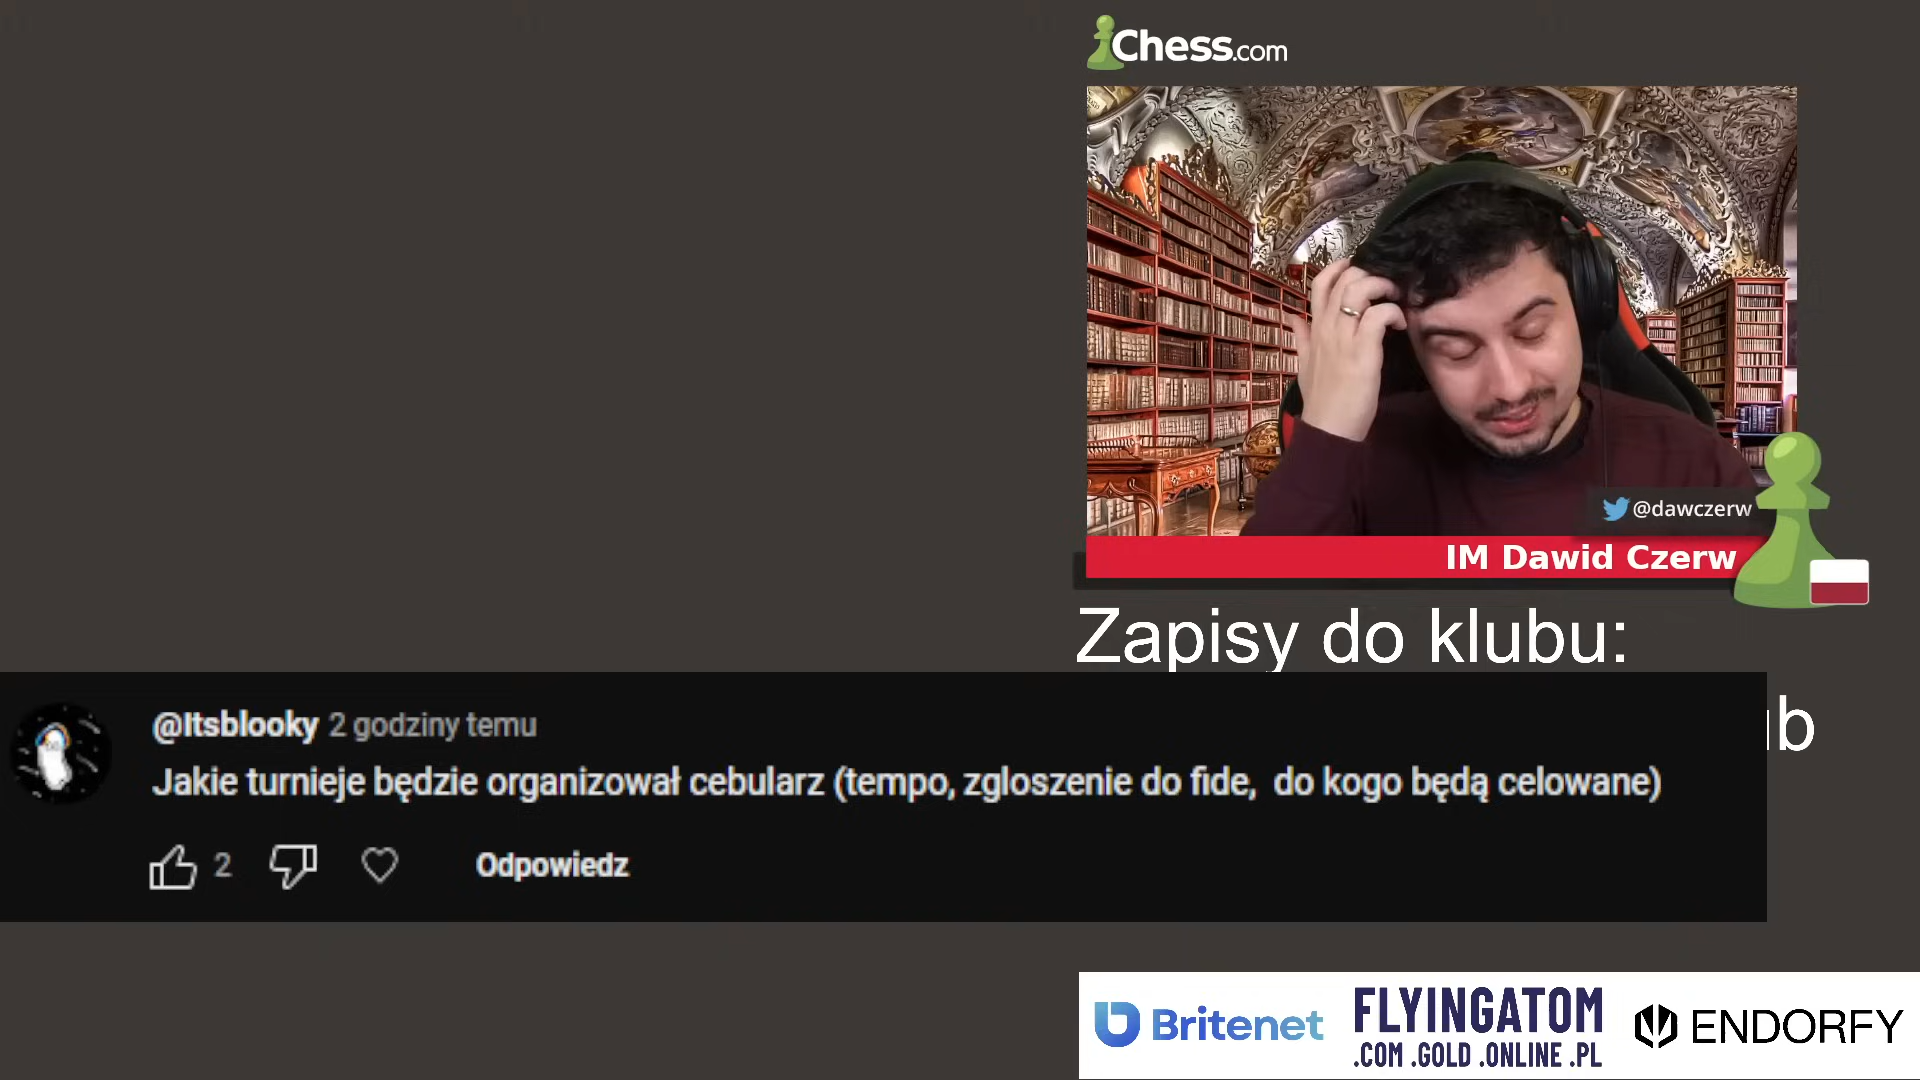 Chess.com
@dawczerw
IM Dawid Czerw
Zapisy do klubu:
@Itsblooky 2 godziny temu
Jakie turnieje będzie organizował cebularz (tempo, zgloszenie do fide,  do kogo będą celowane)
2
Odpowiedz
Britenet
FLYINGATOM
.COM .GOLD .ONLINE .PL
ENDORFY